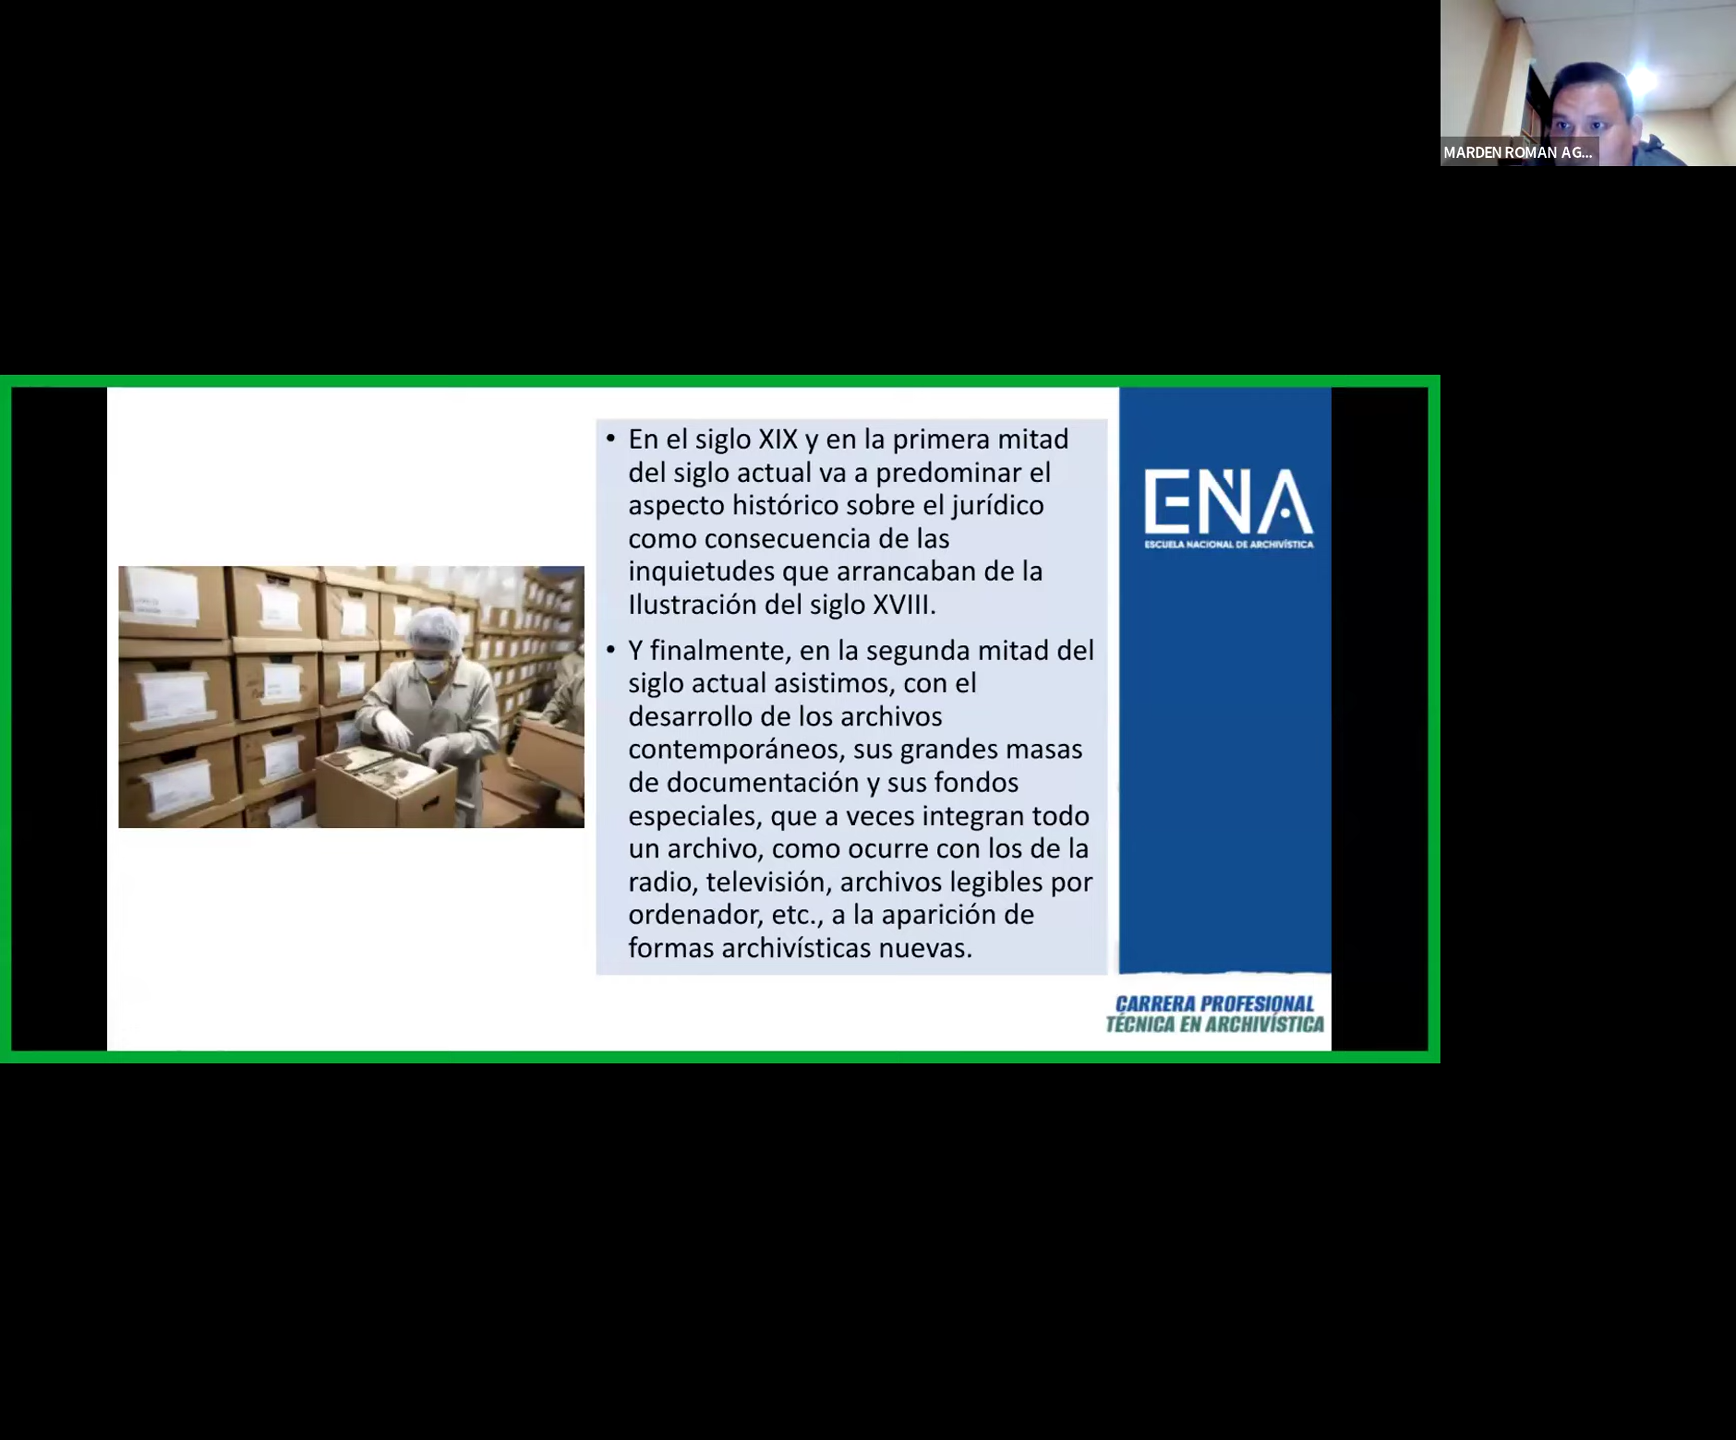 MARDEN ROMAN AG...
• En el siglo XIX y en la primera mitad
del siglo actual va a predominar el
aspecto histórico sobre el jurídico
como consecuencia de las
inquietudes que arrancaban de la
Ilustración del siglo XVIII.
• Y finalmente, en la segunda mitad del
siglo actual asistimos, con el
desarrollo de los archivos
contemporáneos, sus grandes masas
de documentación y sus fondos
especiales, que a veces integran todo
un archivo, como ocurre con los de la
radio, televisión, archivos legibles por
ordenador, etc., a la aparición de
formas archivísticas nuevas.
ENA
ESCUELA NACIONAL DE ARCHIVÍSTICA
CARRERA PROFESIONAL
TÉCNICA EN ARCHIVÍSTICA